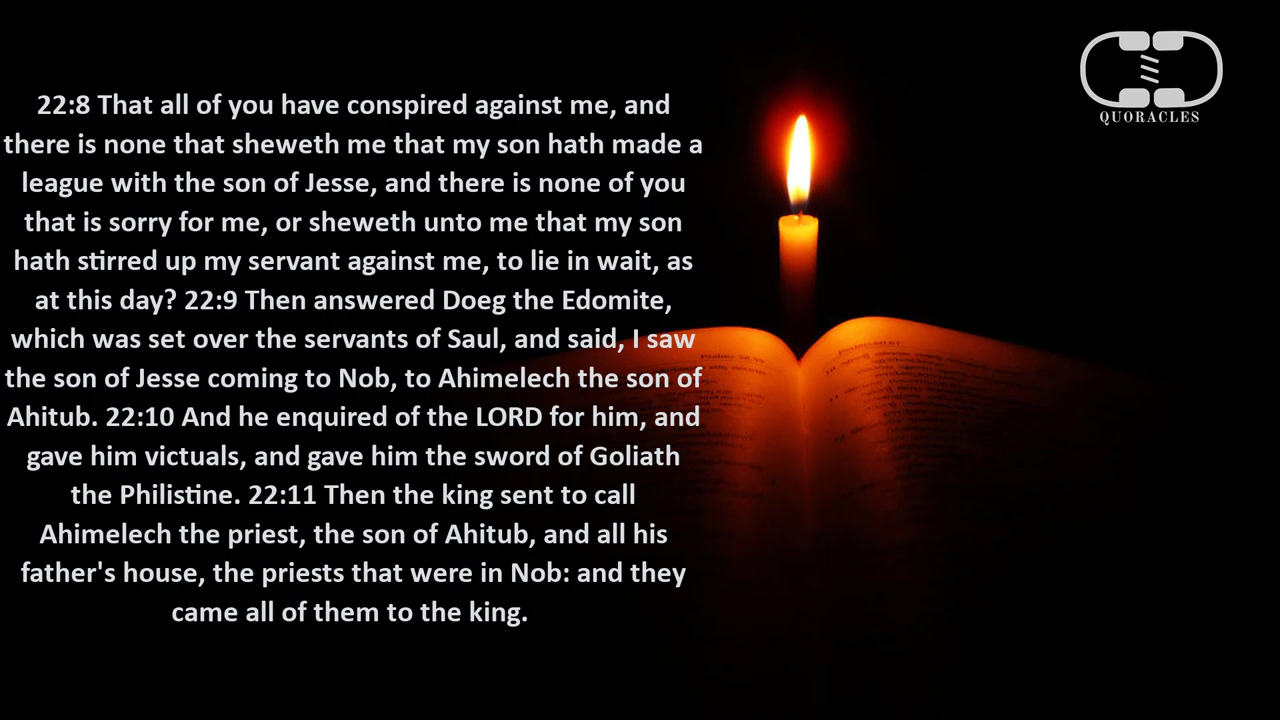 22:8 That all of you have conspired against me, and
there is none that sheweth me that my son hath made a
league with the son of Jesse, and there is none of you
that is sorry for me, or sheweth unto me that my son
hath stirred up my servant against me, to lie in wait, as
at this day? 22:9 Then answered Doeg the Edomite,
which was set over the servants of Saul, and said, I saw
the son of Jesse coming to Nob, to Ahimelech the son of
Ahitub. 22:10 And he enquired of the LORD for him, and
gave him victuals, and gave him the sword of Goliath
the Philistine. 22:11 Then the king sent to call
Ahimelech the priest, the son of Ahitub, and all his
father's house, the priests that were in Nob: and they
came all of them to the king.
QUORACLES